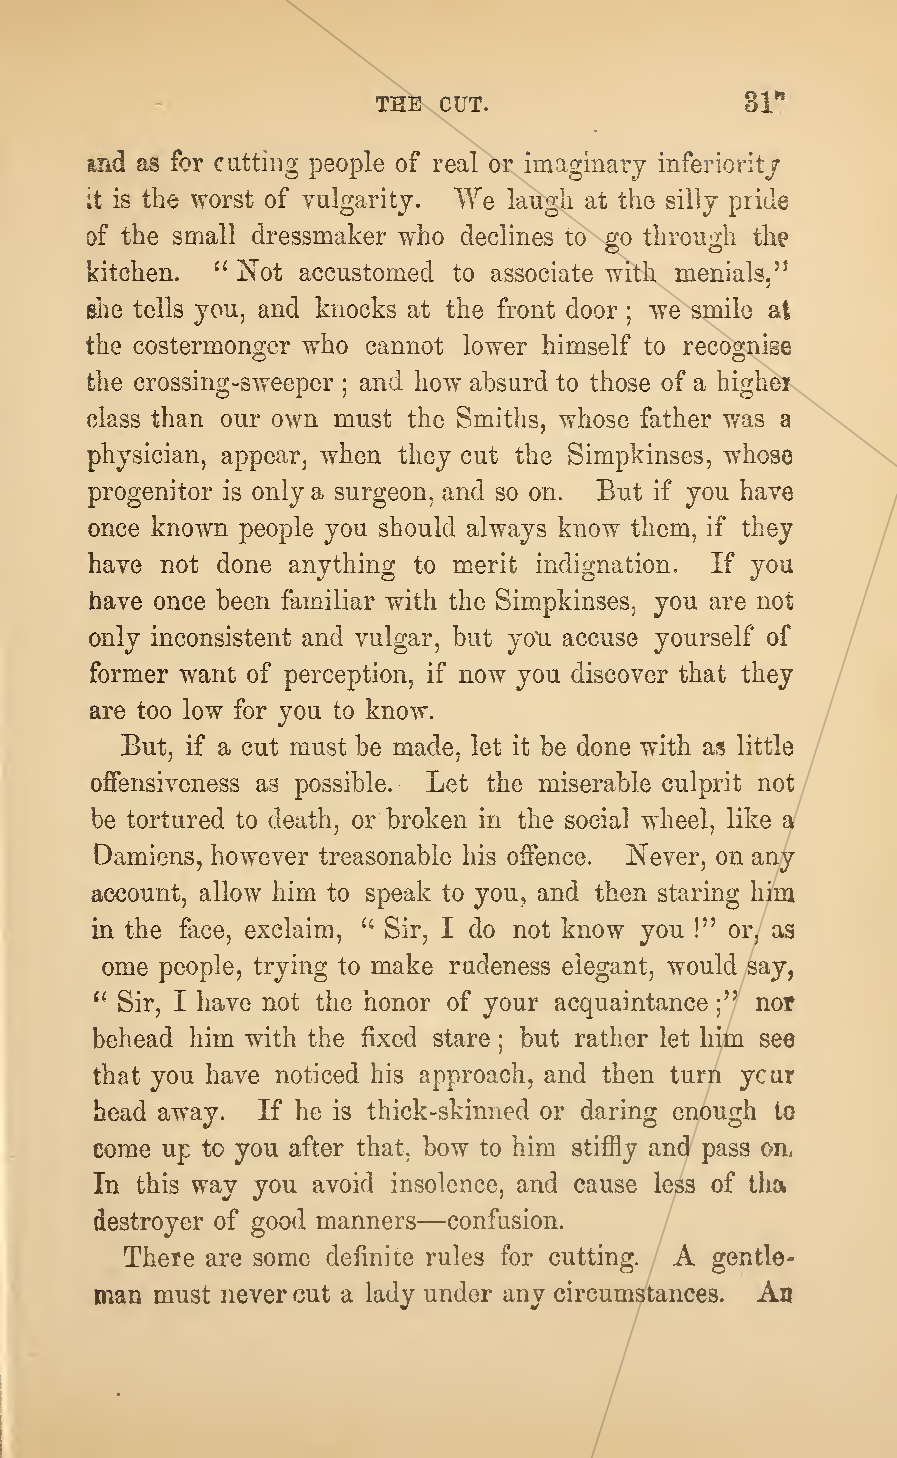 THE CUT. 31
and as for cutting people of real or imaginary inferiority
it is the worst of vulgarity. We laugh at the silly pride
of the small dressmaker who declines to go through the
kitchen. “ Not accustomed to associate with menials,”
she tells you, and knocks at the front door ; we smile at
the costermonger who cannot lower himself to recognise
the crossing-sweeper ; and how absurd to those of a higher
class than our own must the Smiths, whose father was a
physician, appear, when they cut the Simpkinses, whose
progenitor is only a surgeon, and so on. But if you have
once known people you should always know them, if they
have not done anything to merit indignation. If you
have once been familiar with the Simpkinses, you are not
only inconsistent and vulgar, but you accuse yourself of
former want of perception, if now you discover that they
are too low for you to know.
But, if a cut must be made, let it be done with as little
offensiveness as possible. Let the miserable culprit not
be tortured to death, or broken in the social wheel, like a
Damiens, however treasonable his offence. Never, on any
account, allow him to speak to you, and then staring him
in the face, exclaim, “ Sir, I do not know you !” or, as
ome people, trying to make rudeness elegant, would say,
“ Sir, I have not the honor of your acquaintance ;” nor
behead him with the fixed stare ; but rather let him see
that you have noticed his approach, and then turn your
head away. If he is thick-skinned or daring enough to
come up to you after that, bow to him stiffly and pass on.
In this way you avoid insolence, and cause less of tha
destroyer of good manners—confusion.
There are some definite rules for cutting. A gentle-
man must never cut a lady under any circumstances. An